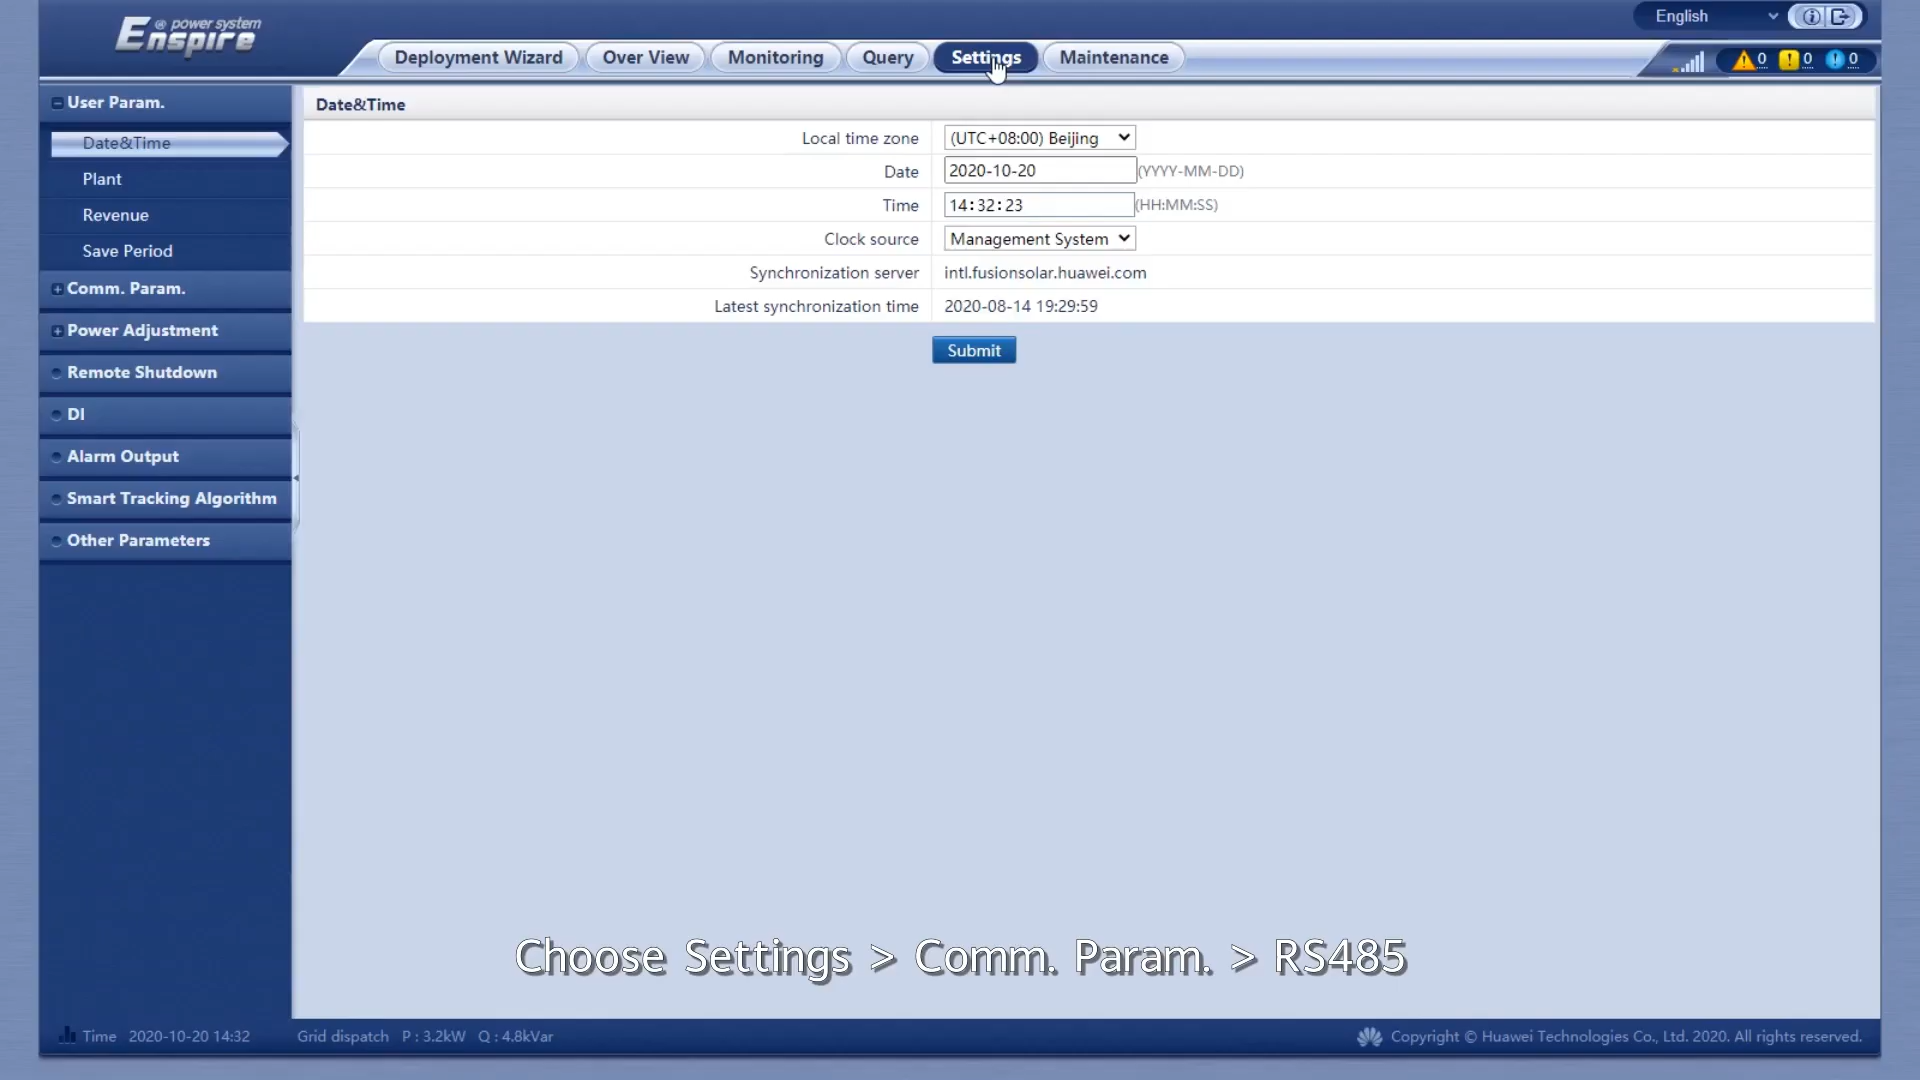 @ power system
Enspire
English
Deployment Wizard
Over View
Monitoring
Query
Settings
Maintenance
0
0
0
User Param.
Date&Time
Plant
Revenue
Save Period
Comm. Param.
Power Adjustment
Remote Shutdown
DI
Alarm Output
Smart Tracking Algorithm
Other Parameters
Date&Time
Local time zone (UTC+08:00) Beijing
Date 2020-10-20 (YYYY-MM-DD)
Time 14:32:23 (HH:MM:SS)
Clock source Management System
Synchronization server intl.fusionsolar.huawei.com
Latest synchronization time 2020-08-14 19:29:59
Submit
Choose Settings > Comm. Param. > RS485
Time 2020-10-20 14:32 Grid dispatch P : 3.2kW Q : 4.8kVar
Copyright © Huawei Technologies Co., Ltd. 2020. All rights reserved.